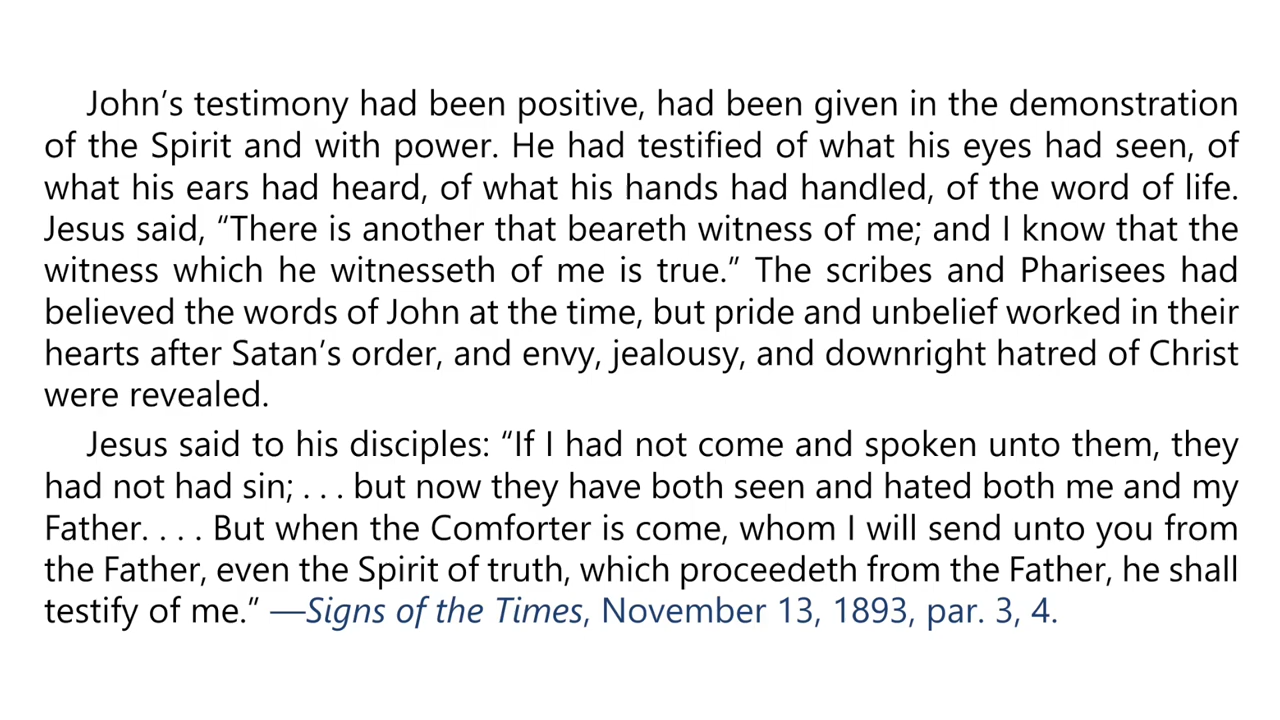 John’s testimony had been positive, had been given in the demonstration
of the Spirit and with power. He had testified of what his eyes had seen, of
what his ears had heard, of what his hands had handled, of the word of life.
Jesus said, “There is another that beareth witness of me; and I know that the
witness which he witnesseth of me is true.” The scribes and Pharisees had
believed the words of John at the time, but pride and unbelief worked in their
hearts after Satan’s order, and envy, jealousy, and downright hatred of Christ
were revealed.
Jesus said to his disciples: “If I had not come and spoken unto them, they
had not had sin; . . . but now they have both seen and hated both me and my
Father. . . . But when the Comforter is come, whom I will send unto you from
the Father, even the Spirit of truth, which proceedeth from the Father, he shall
testify of me.” —Signs of the Times, November 13, 1893, par. 3, 4.